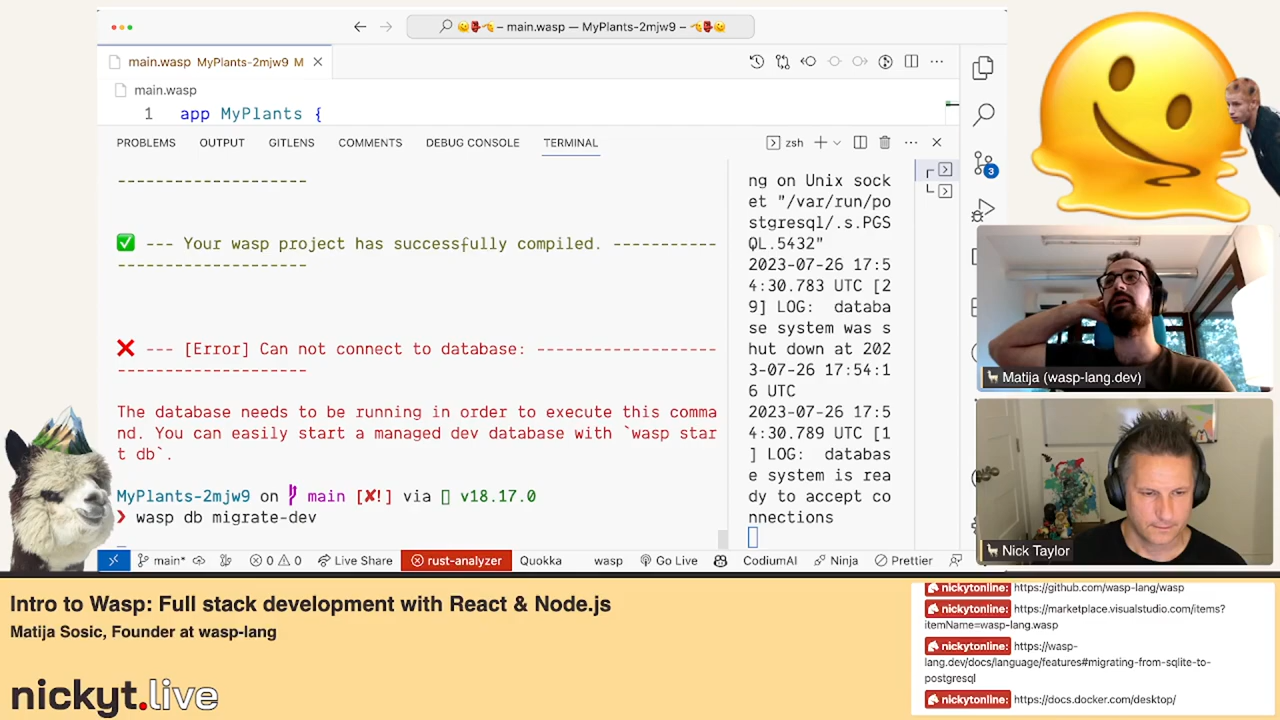 – main.wasp — MyPlants-2mjw9 –
main.wasp MyPlants-2mjw9 M
main.wasp
1 app MyPlants {
PROBLEMS OUTPUT GITLENS COMMENTS DEBUG CONSOLE TERMINAL
zsh
--------------------
✅ --- Your wasp project has successfully compiled. -----------
--------------------
❌ --- [Error] Can not connect to database: -------------------
--------------------
The database needs to be running in order to execute this comma
nd. You can easily start a managed dev database with `wasp star
t db`.
MyPlants-2mjw9 on main [✘!] via v18.17.0
❯ wasp db migrate-dev
ng on Unix sock
et "/var/run/po
stgresql/.s.PGS
QL.5432"
2023-07-26 17:5
4:30.783 UTC [2
9] LOG: databa
se system was s
hut down at 202
3-07-26 17:54:1
6 UTC
2023-07-26 17:5
4:30.789 UTC [1
] LOG: databas
e system is rea
dy to accept co
nnections
3
main* 0 0 Live Share rust-analyzer Quokka wasp Go Live CodiumAI Ninja Prettier
Matija (wasp-lang.dev)
Nick Taylor
Intro to Wasp: Full stack development with React & Node.js
Matija Sosic, Founder at wasp-lang
nickyt.live
nickytonline: https://github.com/wasp-lang/wasp
nickytonline: https://marketplace.visualstudio.com/items?
itemName=wasp-lang.wasp
nickytonline: https://wasp-
lang.dev/docs/language/features#migrating-from-sqlite-to-
postgresql
nickytonline: https://docs.docker.com/desktop/